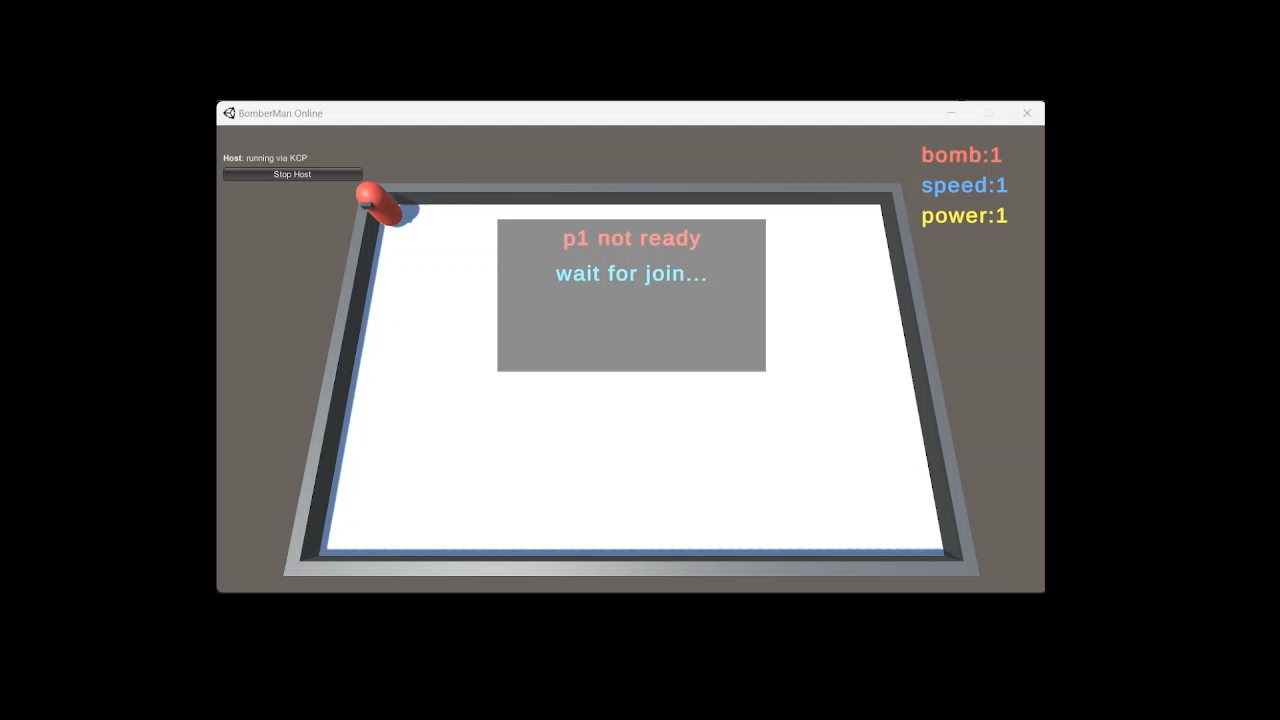 BomberMan Online
Host: running via KCP
Stop Host
bomb:1
speed:1
power:1
p1 not ready
wait for join...